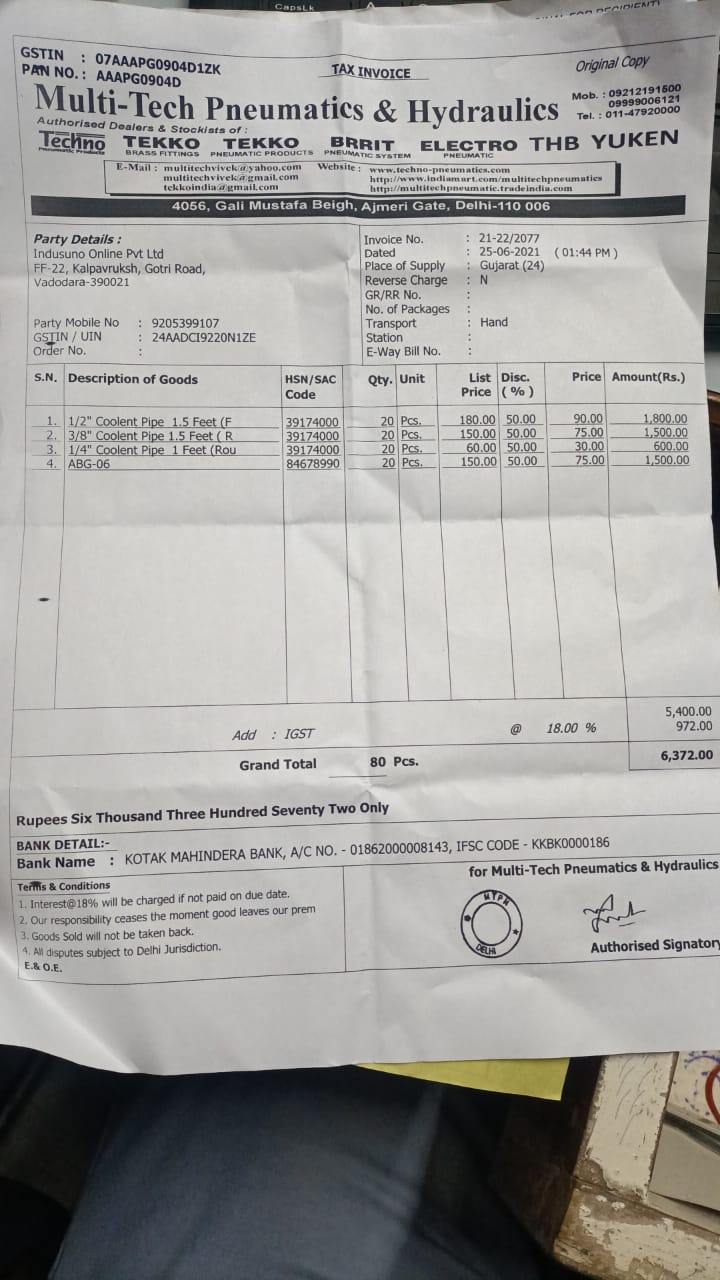 CapsLk
GSTIN : 07AAAPG0904D1ZK
PAN NO. : AAAPG0904D
TAX INVOICE
Original Copy
Multi-Tech Pneumatics & Hydraulics
Mob. : 09212191500
09999006121
Tel. : 011-47920000
Authorised Dealers & Stockists of :
Techno TEKKO TEKKO BRRIT ELECTRO THB YUKEN
Pneumatic Products BRASS FITTINGS PNEUMATIC PRODUCTS PNEUMATIC SYSTEM PNEUMATIC
E-Mail : multitechvivek@yahoo.com Website : www.techno-pneumatics.com
multitechvivek@gmail.com http://www.indiamart.com/multitechpneumatics
tekkoindia@gmail.com http://multitechpneumatic.tradeindia.com
4056, Gali Mustafa Beigh, Ajmeri Gate, Delhi-110 006
Party Details :
Indusuno Online Pvt Ltd
FF-22, Kalpavruksh, Gotri Road,
Vadodara-390021
Party Mobile No : 9205399107
GSTIN / UIN : 24AADCI9220N1ZE
Order No. :
Invoice No. : 21-22/2077
Dated : 25-06-2021 ( 01:44 PM )
Place of Supply : Gujarat (24)
Reverse Charge : N
GR/RR No. :
No. of Packages :
Transport : Hand
Station :
E-Way Bill No. :
S.N. Description of Goods HSN/SAC Code Qty. Unit List Price Disc. ( % ) Price Amount(Rs.)
1. 1/2" Coolent Pipe 1.5 Feet (F 39174000 20 Pcs. 180.00 50.00 90.00 1,800.00
2. 3/8" Coolent Pipe 1.5 Feet ( R 39174000 20 Pcs. 150.00 50.00 75.00 1,500.00
3. 1/4" Coolent Pipe 1 Feet (Rou 39174000 20 Pcs. 60.00 50.00 30.00 600.00
4. ABG-06 84678990 20 Pcs. 150.00 50.00 75.00 1,500.00
5,400.00
Add : IGST @ 18.00 % 972.00
Grand Total 80 Pcs. 6,372.00
Rupees Six Thousand Three Hundred Seventy Two Only
BANK DETAIL:-
Bank Name : KOTAK MAHINDERA BANK, A/C NO. - 01862000008143, IFSC CODE - KKBK0000186
Terms & Conditions
1. Interest@18% will be charged if not paid on due date.
2. Our responsibility ceases the moment good leaves our prem
3. Goods Sold will not be taken back.
4. All disputes subject to Delhi Jurisdiction.
E.& O.E.
for Multi-Tech Pneumatics & Hydraulics
MTPH
DELHI
Authorised Signatory